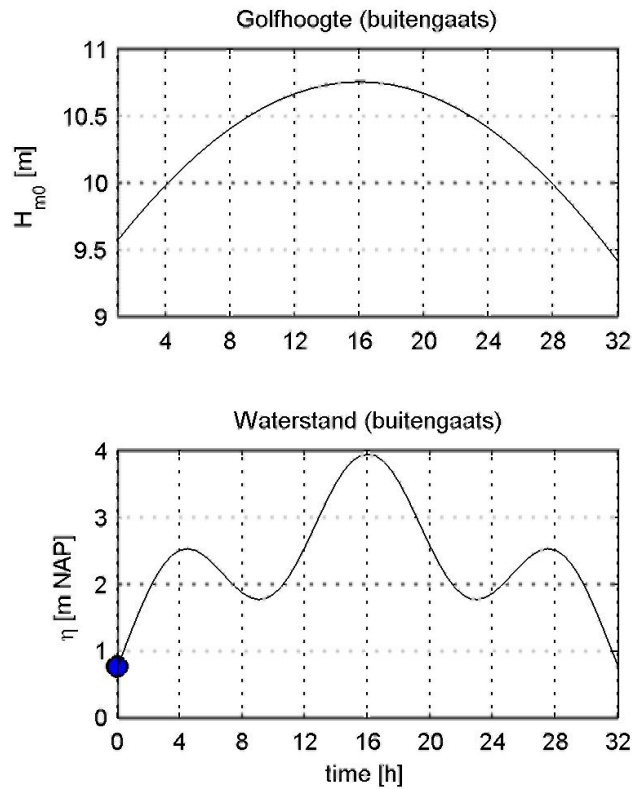 Golfhoogte (buitengaats)
11
10.5
10
9.5
9
H_m0 [m]
4 8 12 16 20 24 28 32
Waterstand (buitengaats)
4
3
2
1
0
η [m NAP]
0 4 8 12 16 20 24 28 32
time [h]